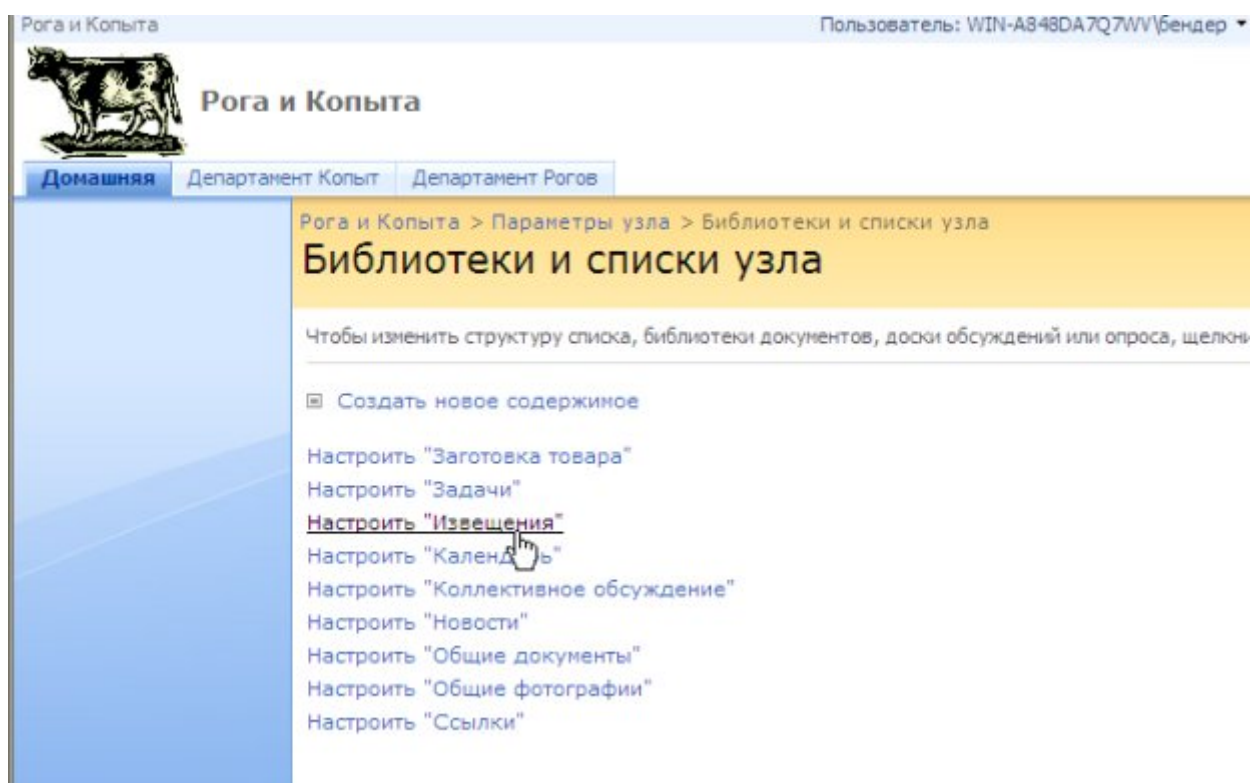 Рога и Копыта Пользователь: WIN-A848DA7Q7WV\бендер
Рога и Копыта
Домашняя Департамент Копыт Департамент Рогов
Рога и Копыта > Параметры узла > Библиотеки и списки узла
Библиотеки и списки узла
Чтобы изменить структуру списка, библиотеки документов, доски обсуждений или опроса, щелкни
Создать новое содержимое
Настроить "Заготовка товара"
Настроить "Задачи"
Настроить "Извещения"
Настроить "Календарь"
Настроить "Коллективное обсуждение"
Настроить "Новости"
Настроить "Общие документы"
Настроить "Общие фотографии"
Настроить "Ссылки"